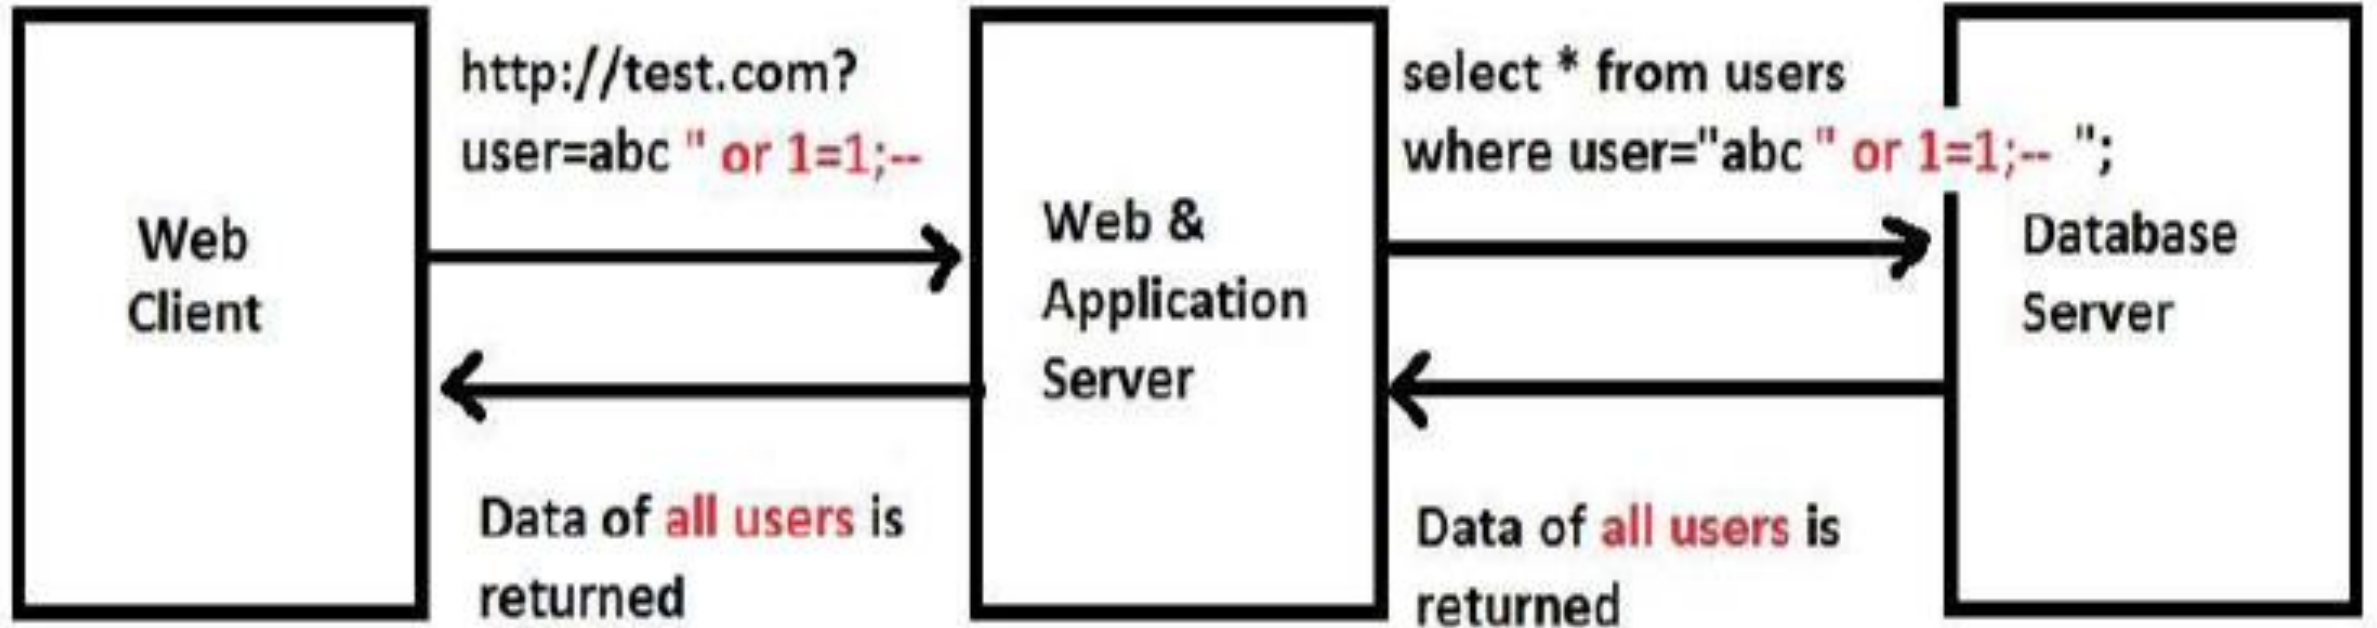 Web
Client
http://test.com?
user=abc " or 1=1;--
Data of all users is
returned
Web &
Application
Server
select * from users
where user="abc " or 1=1;-- ";
Data of all users is
returned
Database
Server